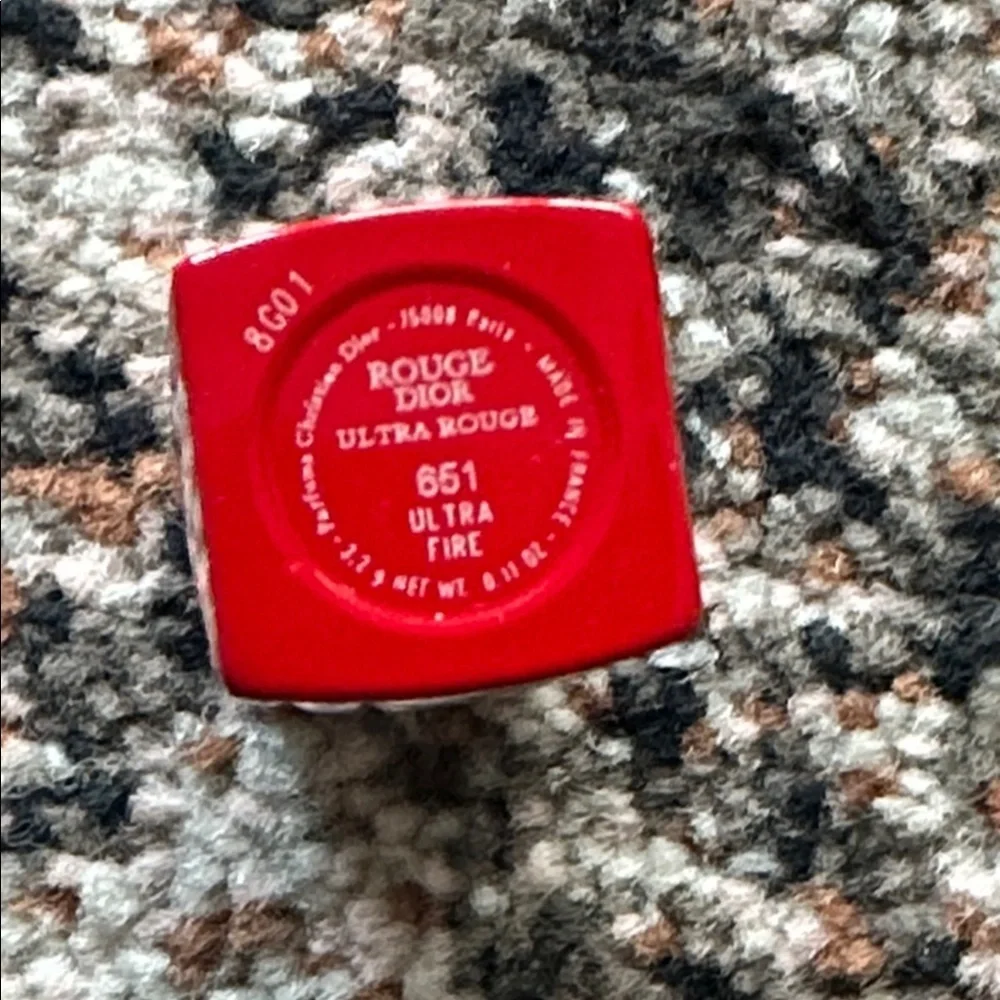 8G01
Parfums Christian Dior - 75008 Paris - MADE IN FRANCE -
ROUGE
DIOR
ULTRA ROUGE
651
ULTRA
FIRE
3,2 g NET WT. 0.11 OZ -